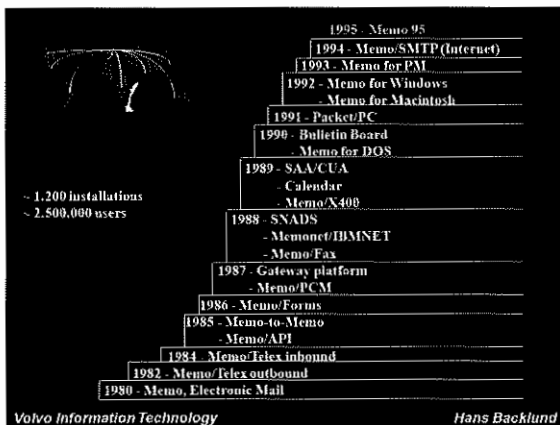 1995 - Memo 95
1994 - Memo/SMTP (Internet)
1993 - Memo for PM
1992 - Memo for Windows
- Memo for Macintosh
1991 - Packet/PC
1990 - Bulletin Board
- Memo for DOS
1989 - SAA/CUA
- Calendar
- Memo/X400
~ 1.200 installations
~ 2.500.000 users
1988 - SNADS
- Memonet/IBMNET
- Memo/Fax
1987 - Gateway platform
- Memo/PCM
1986 - Memo/Forms
1985 - Memo-to-Memo
- Memo/API
1984 - Memo/Telex inbound
1982 - Memo/Telex outbound
1980 - Memo, Electronic Mail
Volvo Information Technology
Hans Backlund